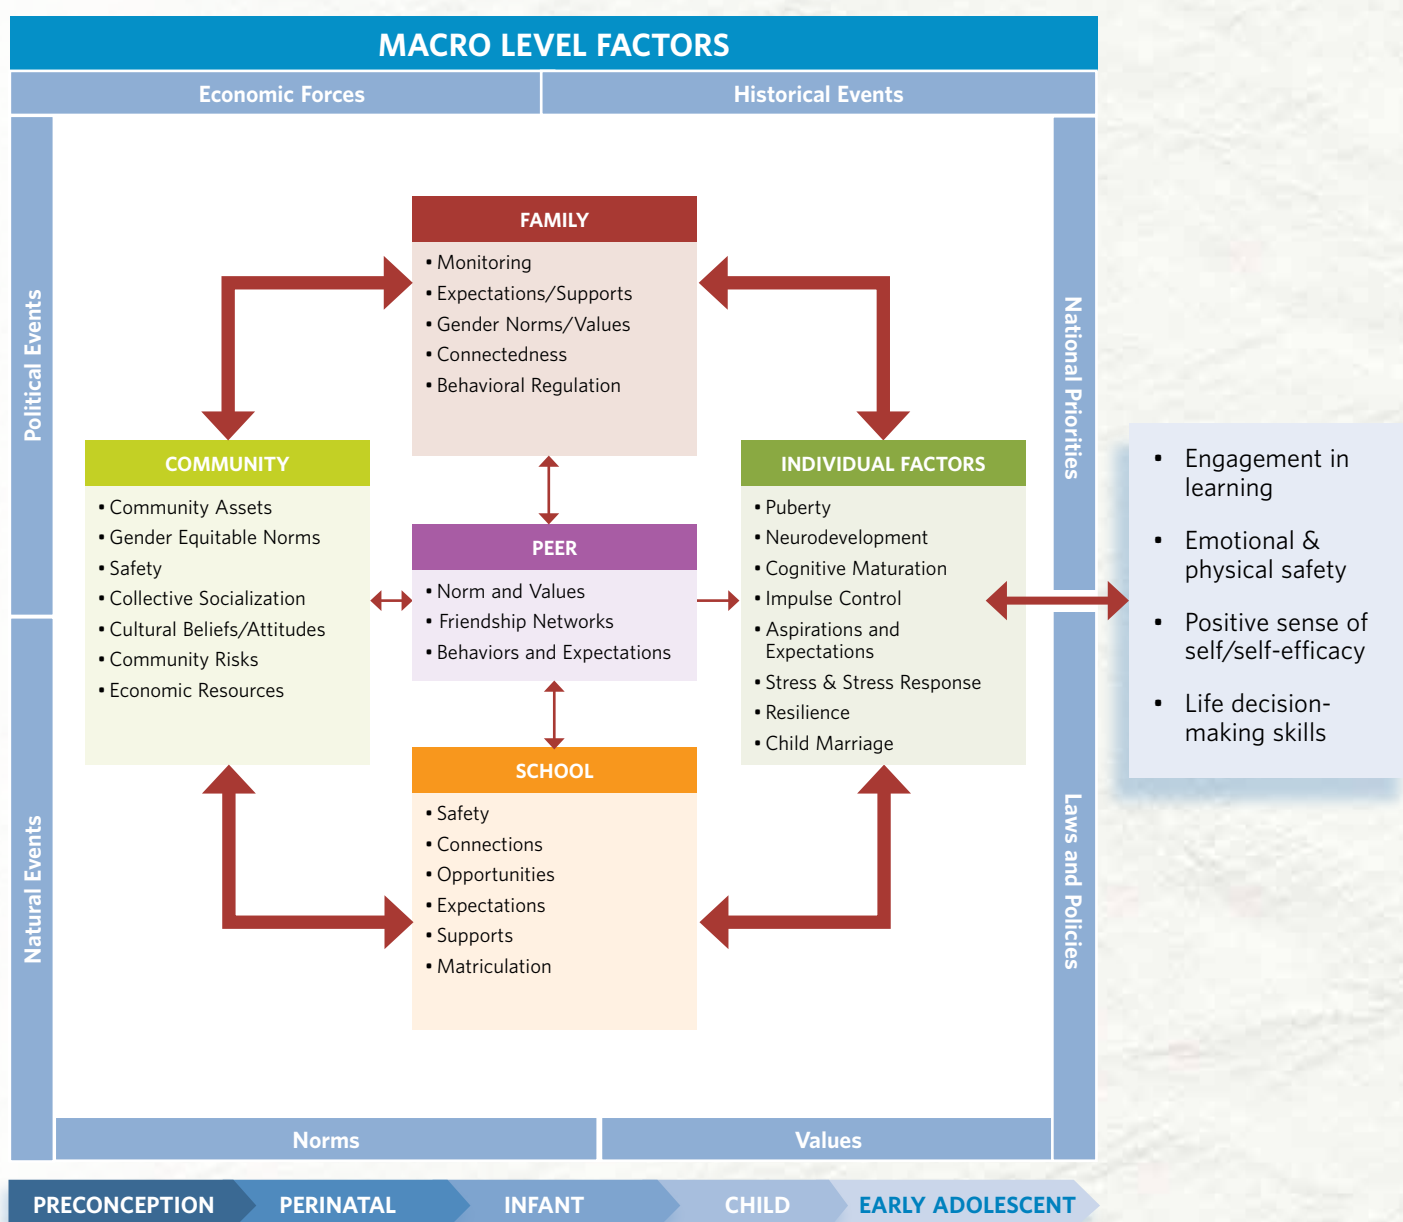 MACRO LEVEL FACTORS
Economic Forces
Historical Events
Political Events
Natural Events
FAMILY
• Monitoring
• Expectations/Supports
• Gender Norms/Values
• Connectedness
• Behavioral Regulation
COMMUNITY
• Community Assets
• Gender Equitable Norms
• Safety
• Collective Socialization
• Cultural Beliefs/Attitudes
• Community Risks
• Economic Resources
PEER
• Norm and Values
• Friendship Networks
• Behaviors and Expectations
INDIVIDUAL FACTORS
• Puberty
• Neurodevelopment
• Cognitive Maturation
• Impulse Control
• Aspirations and
Expectations
• Stress & Stress Response
• Resilience
• Child Marriage
SCHOOL
• Safety
• Connections
• Opportunities
• Expectations
• Supports
• Matriculation
National Priorities
Laws and Policies
• Engagement in
learning
• Emotional &
physical safety
• Positive sense of
self/self-efficacy
• Life decision-
making skills
Norms
Values
PRECONCEPTION
PERINATAL
INFANT
CHILD
EARLY ADOLESCENT